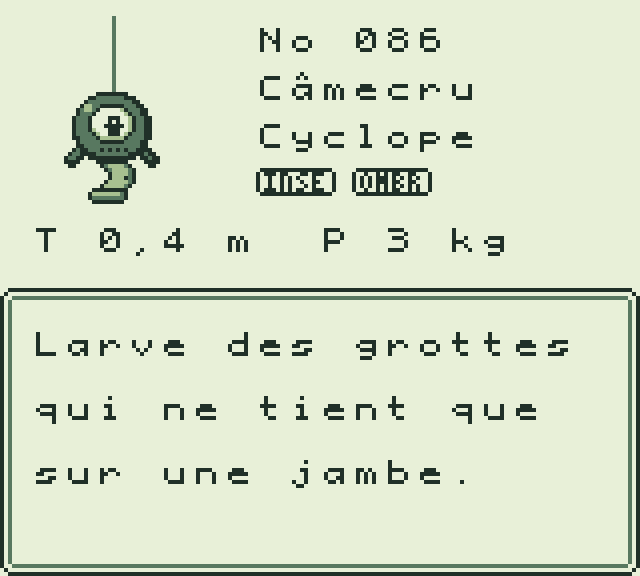 No 086
Câmecru
Cyclope
INSE OMBR
T 0,4 m P 3 kg
Larve des grottes
qui ne tient que
sur une jambe.